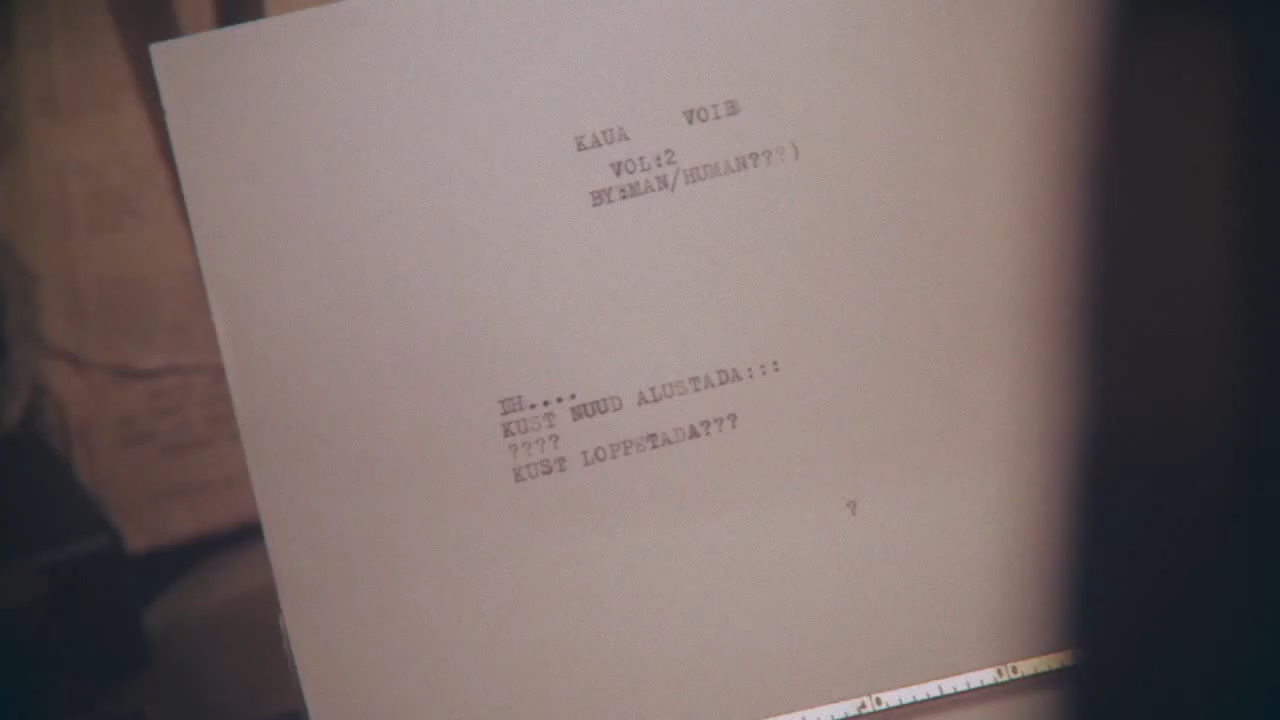 KAUA VOIB
VOL:2
BY:MAN/HUMAN???)
EH....
KUST NUUD ALUSTADA:::
????
KUST LOPPETADA???
?